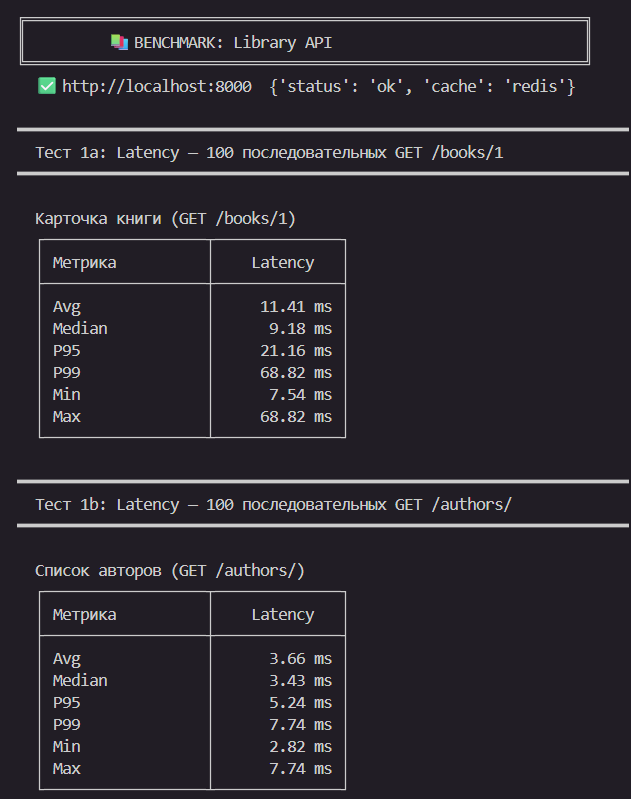 📚 BENCHMARK: Library API
✅ http://localhost:8000  {'status': 'ok', 'cache': 'redis'}
Тест 1a: Latency — 100 последовательных GET /books/1
Карточка книги (GET /books/1)
Метрика Latency
Avg 11.41 ms
Median 9.18 ms
P95 21.16 ms
P99 68.82 ms
Min 7.54 ms
Max 68.82 ms
Тест 1b: Latency — 100 последовательных GET /authors/
Список авторов (GET /authors/)
Метрика Latency
Avg 3.66 ms
Median 3.43 ms
P95 5.24 ms
P99 7.74 ms
Min 2.82 ms
Max 7.74 ms